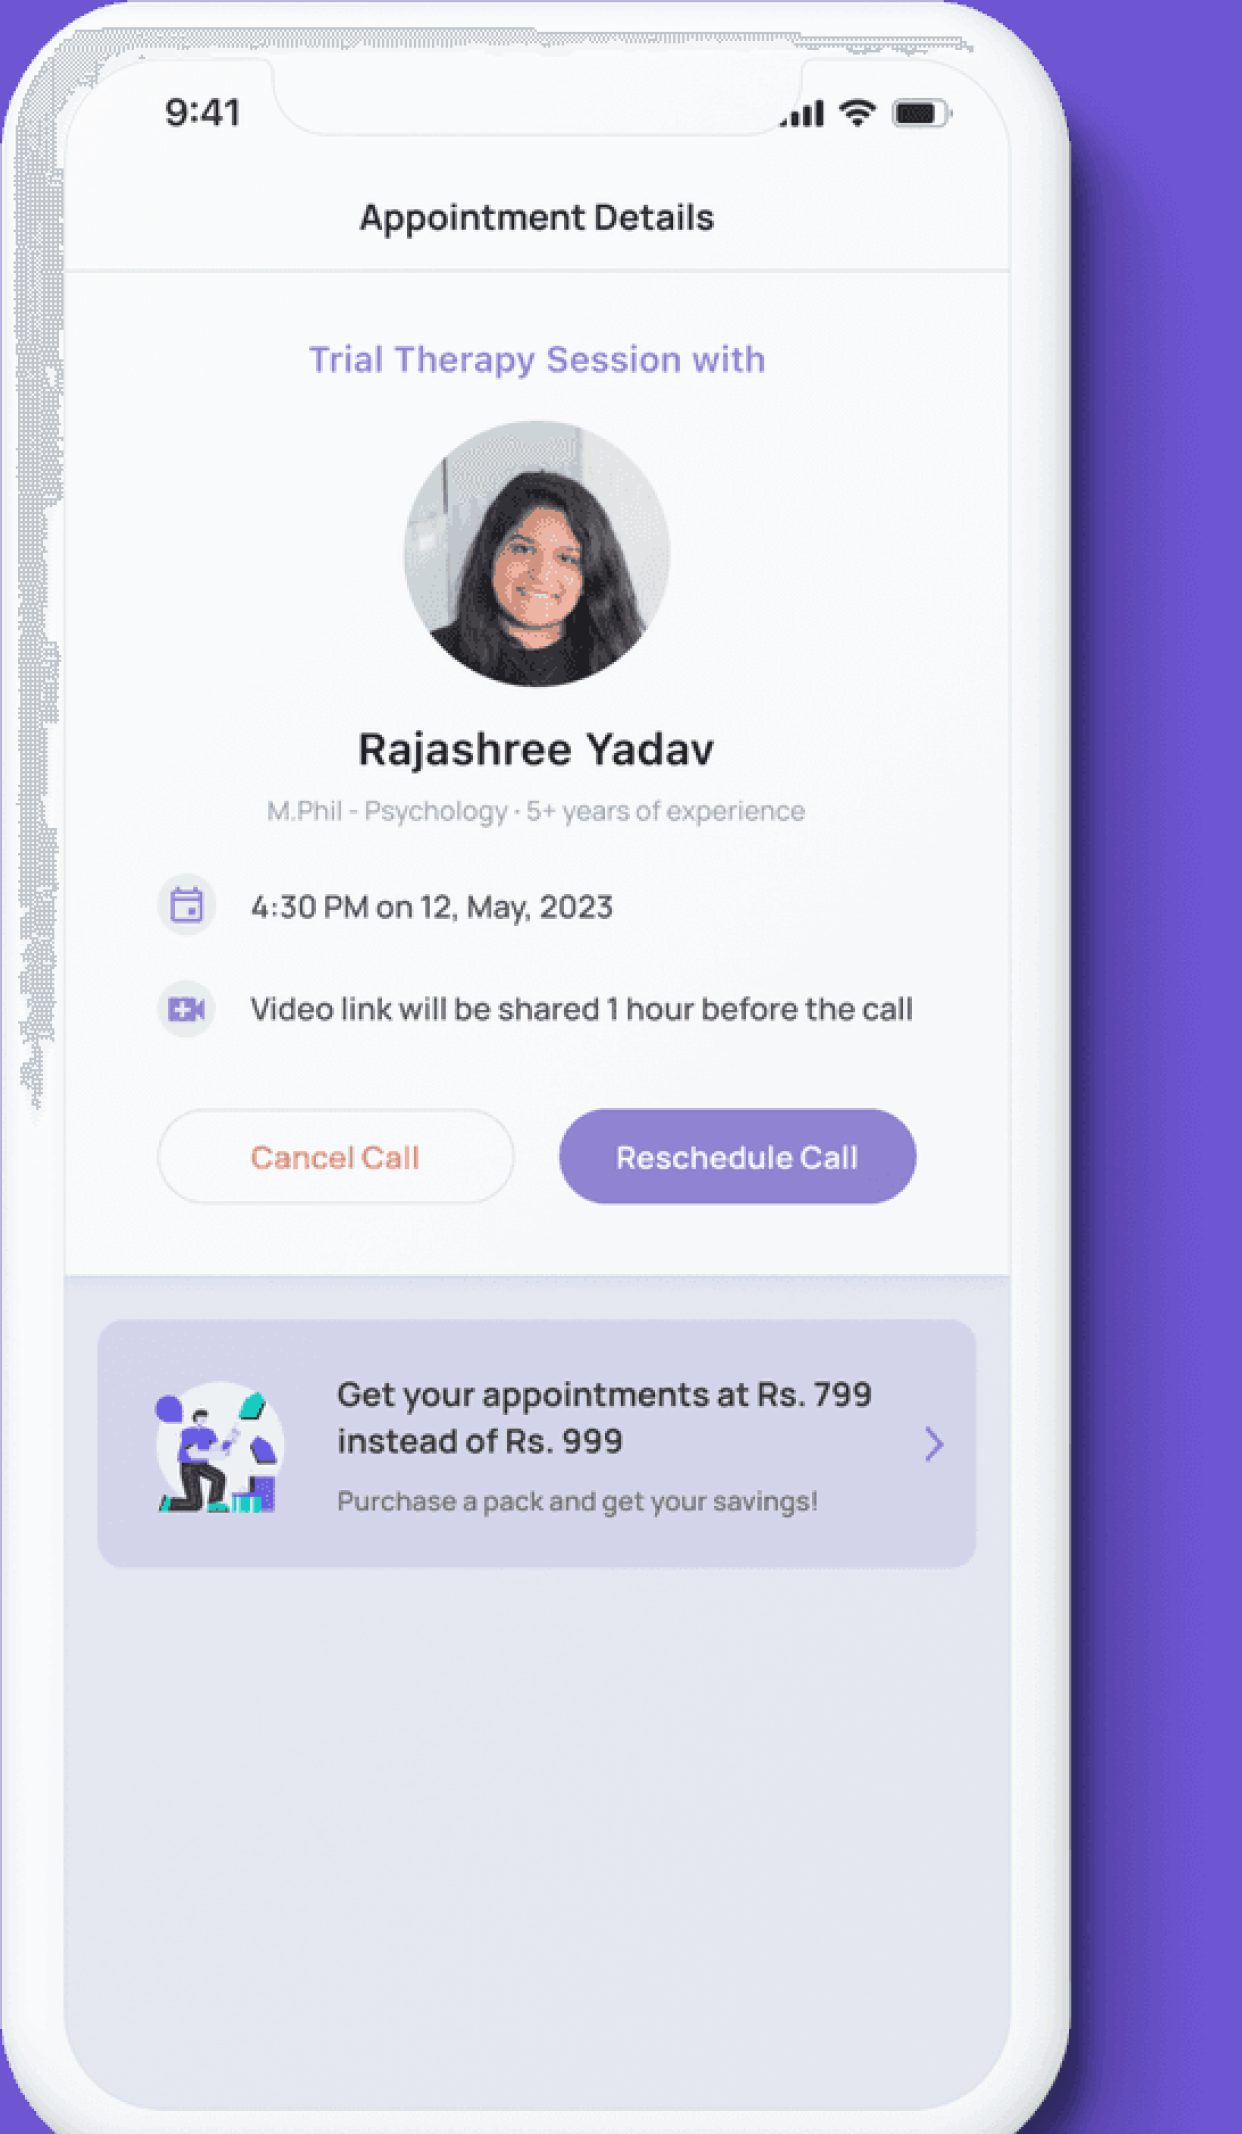 9:41
Appointment Details
Trial Therapy Session with
Rajashree Yadav
M.Phil - Psychology · 5+ years of experience
4:30 PM on 12, May, 2023
Video link will be shared 1 hour before the call
Cancel Call
Reschedule Call
Get your appointments at Rs. 799
instead of Rs. 999
Purchase a pack and get your savings!